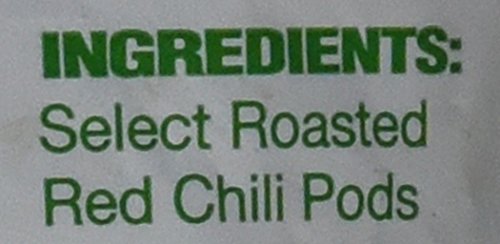 INGREDIENTS:
Select Roasted
Red Chili Pods